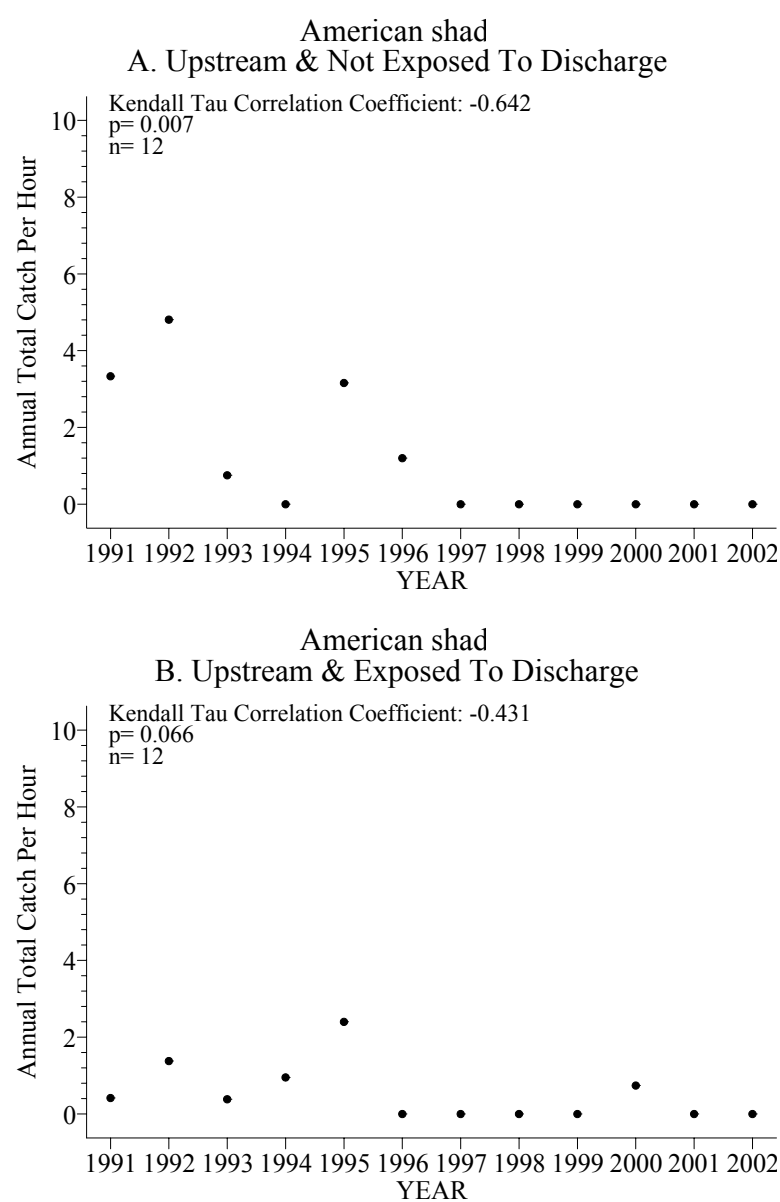 American shad
A. Upstream & Not Exposed To Discharge
Kendall Tau Correlation Coefficient: -0.642
p= 0.007
n= 12
Annual Total Catch Per Hour
10
8
6
4
2
0
1991 1992 1993 1994 1995 1996 1997 1998 1999 2000 2001 2002
YEAR
American shad
B. Upstream & Exposed To Discharge
Kendall Tau Correlation Coefficient: -0.431
p= 0.066
n= 12
Annual Total Catch Per Hour
10
8
6
4
2
0
1991 1992 1993 1994 1995 1996 1997 1998 1999 2000 2001 2002
YEAR